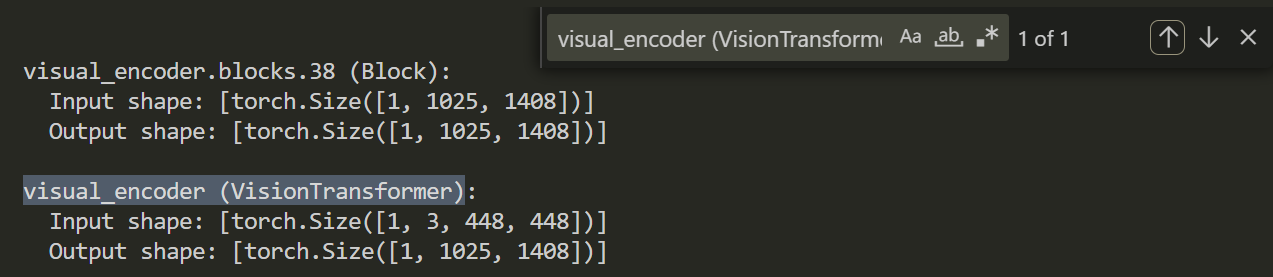 visual_encoder (VisionTransforme Aa ab .* 1 of 1
visual_encoder.blocks.38 (Block):
Input shape: [torch.Size([1, 1025, 1408])]
Output shape: [torch.Size([1, 1025, 1408])]
visual_encoder (VisionTransformer):
Input shape: [torch.Size([1, 3, 448, 448])]
Output shape: [torch.Size([1, 1025, 1408])]